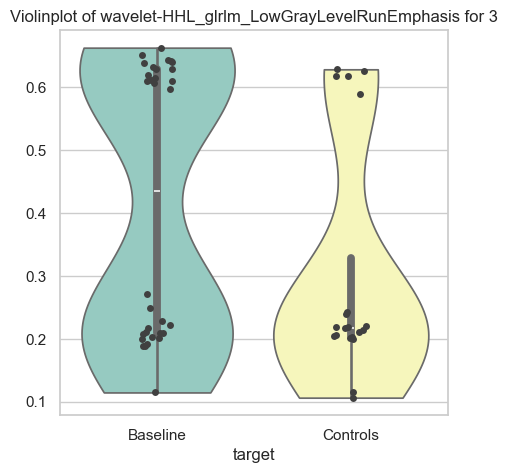 Violinplot of wavelet-HHL_glrlm_LowGrayLevelRunEmphasis for 3
0.6
0.5
0.4
0.3
0.2
0.1
Baseline
Controls
target